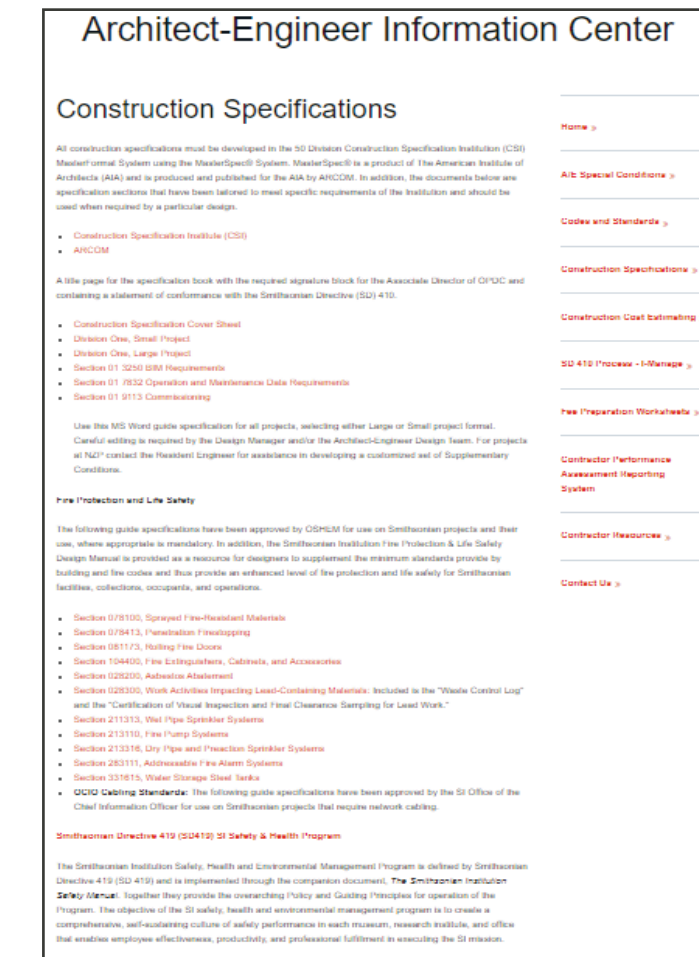 Architect-Engineer Information Center
Construction Specifications
All construction specifications must be developed in the 50 Division Construction Specification Institution (CSI)
MasterFormat System using the MasterSpec® System. MasterSpec® is a product of The American Institute of
Architects (AIA) and is produced and published for the AIA by ARCOM. In addition, the documents below are
specification sections that have been tailored to meet specific requirements of the Institution and should be
used when required by a particular design.
Construction Specification Institute (CSI)
ARCOM
A title page for the specification book with the required signature block for the Associate Director of OPDC and
containing a statement of conformance with the Smithsonian Directive (SD) 410.
Construction Specification Cover Sheet
Division One, Small Project
Division One, Large Project
Section 01 3250 BIM Requirements
Section 01 7832 Operation and Maintenance Data Requirements
Section 01 9113 Commissioning
Use this MS Word guide specification for all projects, selecting either Large or Small project format.
Careful editing is required by the Design Manager and/or the Architect-Engineer Design Team. For projects
at NZP contact the Resident Engineer for assistance in developing a customized set of Supplementary
Conditions.
Fire Protection and Life Safety
The following guide specifications have been approved by OSHEM for use on Smithsonian projects and their
use, where appropriate is mandatory. In addition, the Smithsonian Institution Fire Protection & Life Safety
Design Manual is provided as a resource for designers to supplement the minimum standards provide by
building and fire codes and thus provide an enhanced level of fire protection and life safety for Smithsonian
facilities, collections, occupants, and operations.
Section 078100, Sprayed Fire-Resistant Materials
Section 078413, Penetration Firestopping
Section 081173, Rolling Fire Doors
Section 104400, Fire Extinguishers, Cabinets, and Accessories
Section 028200, Asbestos Abatement
Section 028300, Work Activities Impacting Lead-Containing Materials: Included is the "Waste Control Log"
and the "Certification of Visual Inspection and Final Clearance Sampling for Lead Work."
Section 211313, Wet Pipe Sprinkler Systems
Section 213110, Fire Pump Systems
Section 213316, Dry Pipe and Preaction Sprinkler Systems
Section 283111, Addressable Fire Alarm Systems
Section 331615, Water Storage Steel Tanks
OCIO Cabling Standards: The following guide specifications have been approved by the SI Office of the
Chief Information Officer for use on Smithsonian projects that require network cabling.
Smithsonian Directive 419 (SD419) SI Safety & Health Program
The Smithsonian Institution Safety, Health and Environmental Management Program is defined by Smithsonian
Directive 419 (SD 419) and is implemented through the companion document, The Smithsonian Institution
Safety Manual. Together they provide the overarching Policy and Guiding Principles for operation of the
Program. The objective of the SI safety, health and environmental management program is to create a
comprehensive, self-sustaining culture of safety performance in each museum, research institute, and office
that enables employee effectiveness, productivity, and professional fulfillment in executing the SI mission.
Home »
A/E Special Conditions »
Codes and Standards »
Construction Specifications »
Construction Cost Estimating
SD 410 Process - I-Manage »
Fee Preparation Worksheets »
Contractor Performance
Assessment Reporting
System
Contractor Resources »
Contact Us »